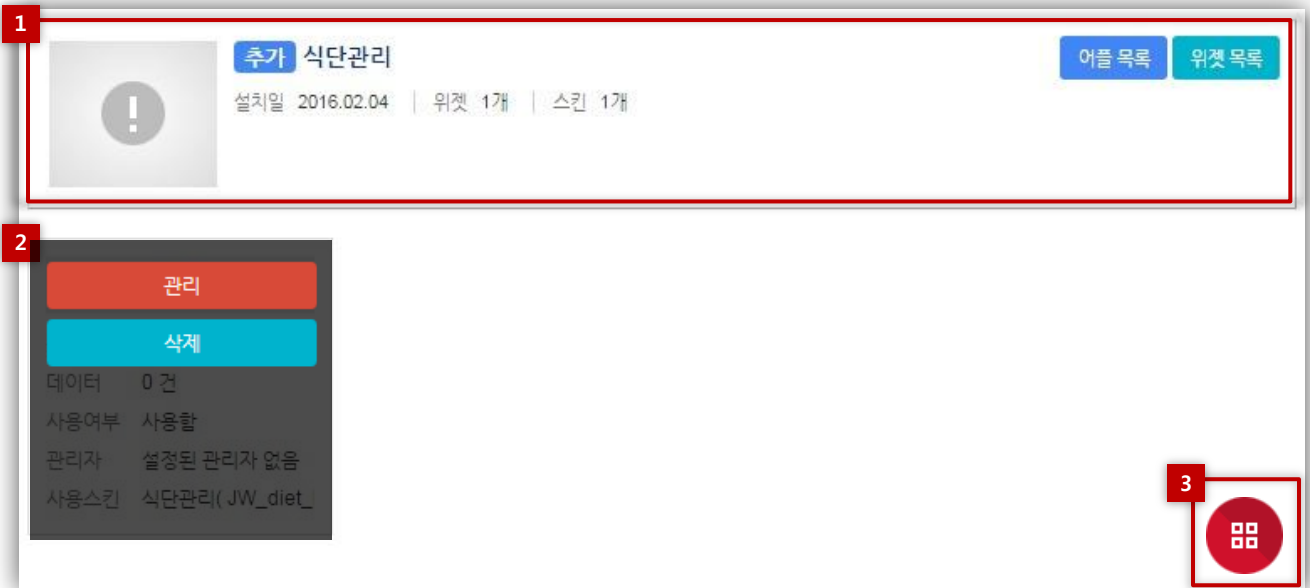 1
추가 식단관리
어플 목록 위젯 목록
설치일 2016.02.04 | 위젯 1개 | 스킨 1개
2
관리
삭제
데이터 0 건
사용여부 사용함
관리자 설정된 관리자 없음
사용스킨 식단관리( JW_diet_
3